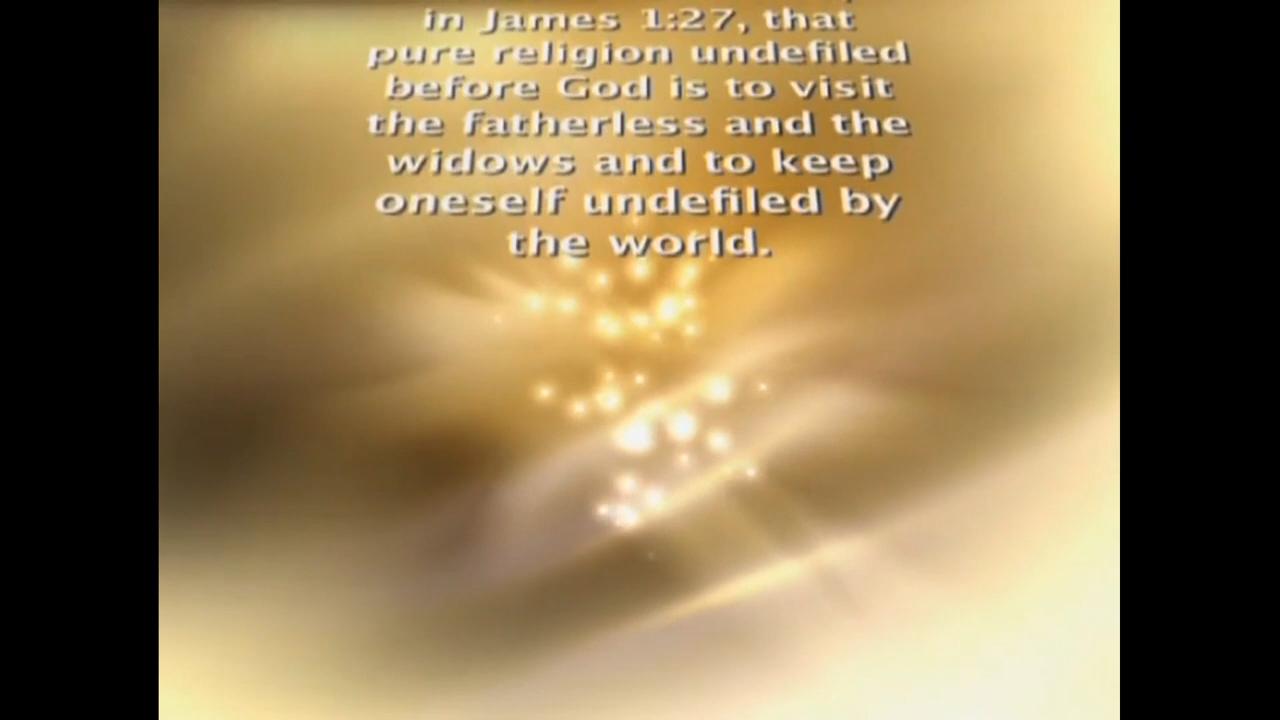 in James 1:27, that
pure religion undefiled
before God is to visit
the fatherless and the
widows and to keep
oneself undefiled by
the world.